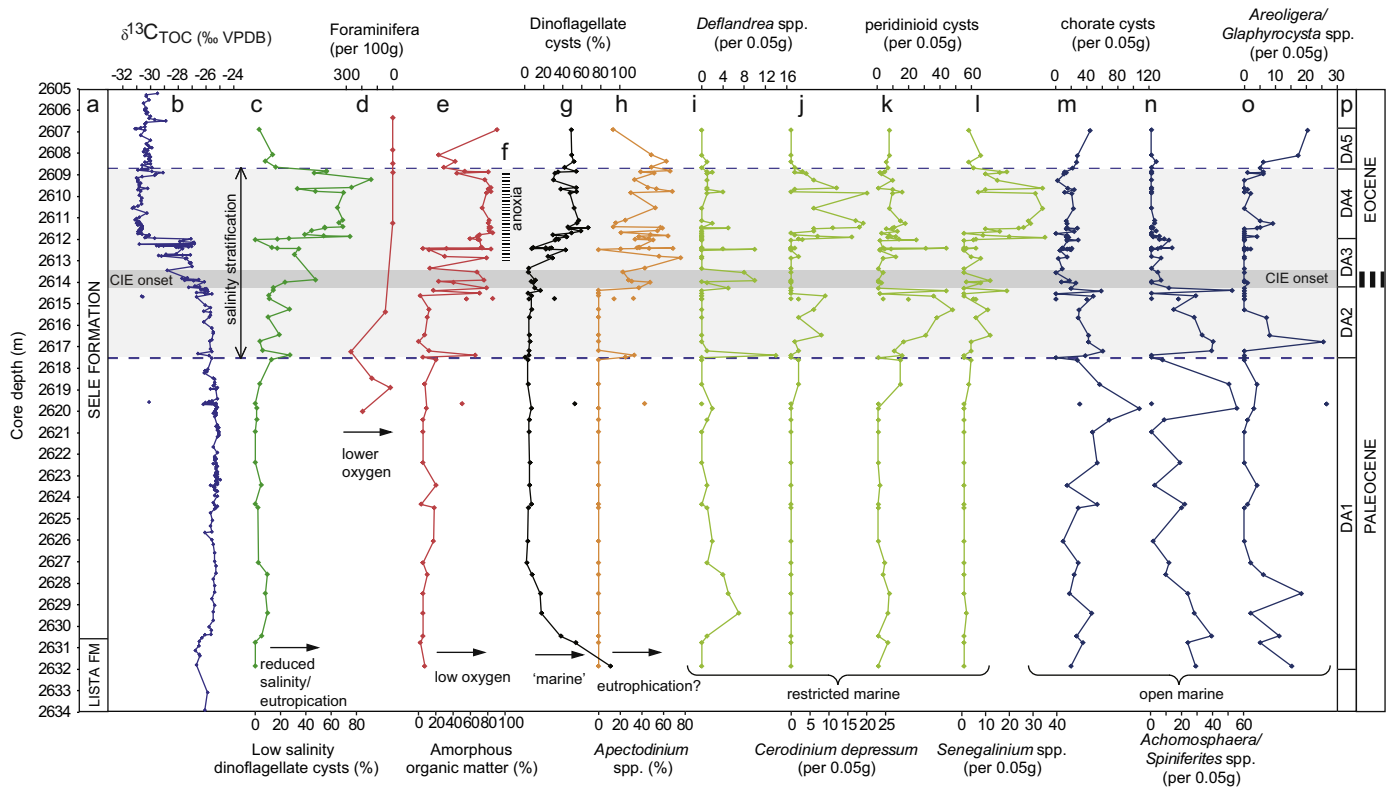 δ13CTOC (‰ VPDB)
-32 -30 -28 -26 -24
Foraminifera
(per 100g)
300 0
Dinoflagellate
cysts (%)
0 20 40 60 80 100
Deflandrea spp.
(per 0.05g)
0 4 8 12 16
peridinioid cysts
(per 0.05g)
0 20 40 60
chorate cysts
(per 0.05g)
0 40 80 120
Areoligera/
Glaphyrocysta spp.
(per 0.05g)
0 10 20 30
a b c d e f g h i j k l m n o p
Core depth (m)
2605
2606
2607
2608
2609
2610
2611
2612
2613
2614
2615
2616
2617
2618
2619
2620
2621
2623
2624
2625
2626
2627
2628
2629
2630
2631
2632
2633
2634
SELE FORMATION
LISTA FM
CIE onset
salinity stratification
anoxia
CIE onset
DA5
DA4
DA3
DA2
DA1
EOCENE
PALEOCENE
lower
oxygen
reduced
salinity/
eutropication
low oxygen
'marine'
eutrophication?
restricted marine
open marine
0 20 40 60 80
Low salinity
dinoflagellate cysts (%)
0 20 40 60 80 100
Amorphous
organic matter (%)
0 20 40 60 80
Apectodinium
spp. (%)
0 5 10 15 20 25
Cerodinium depressum
(per 0.05g)
0 10 20 30 40
Senegalinium spp.
(per 0.05g)
0 20 40 60
Achomosphaera/
Spiniferites spp.
(per 0.05g)